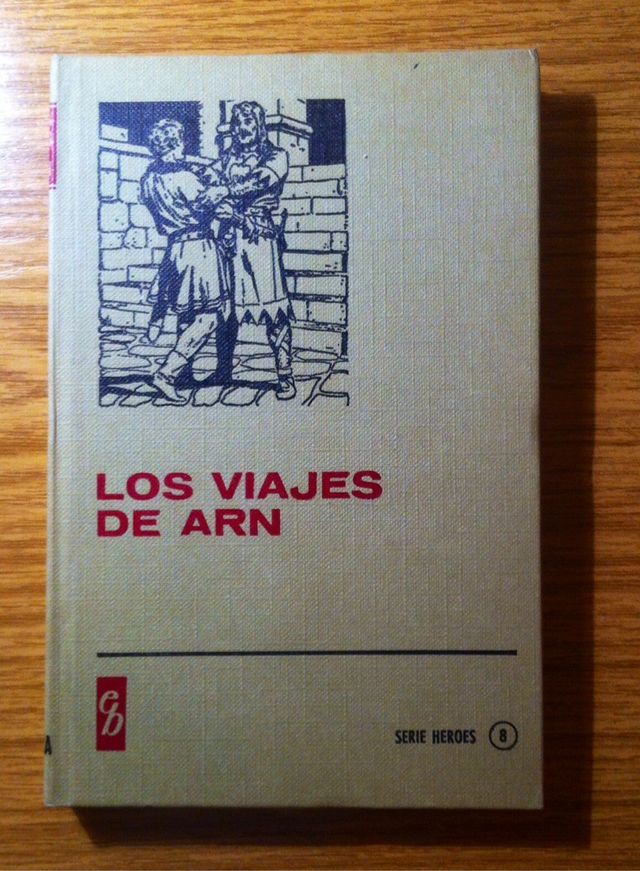 LOS VIAJES
DE ARN
eb
SERIE HEROES 8
A